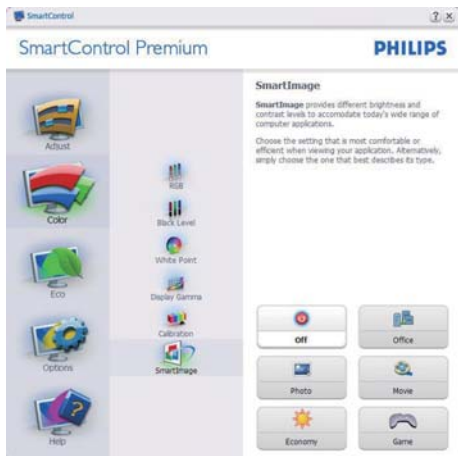 SmartControl
SmartControl Premium
PHILIPS
Adjust
Color
Eco
Options
Help
RGB
Black Level
White Point
Display Gamma
Calibration
SmartImage
SmartImage
SmartImage provides different brightness and
contrast levels to accomodate today's wide range of
computer applications.
Choose the setting that is most comfortable or
efficient when viewing your application. Alternatively,
simply choose the one that best describes its type.
Off
Office
Photo
Movie
Economy
Game